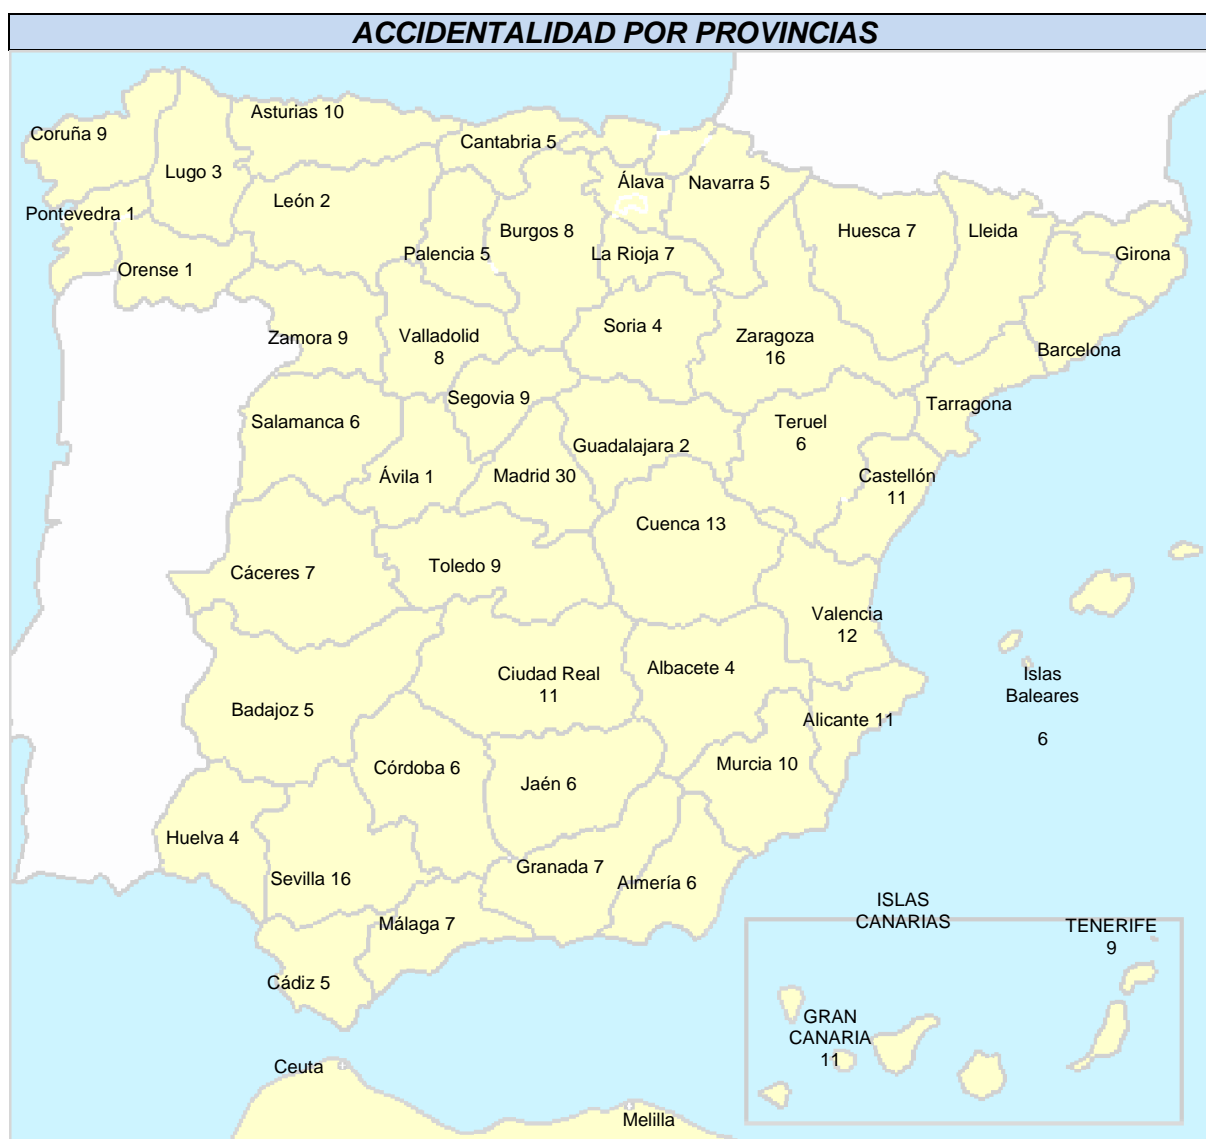 ACCIDENTALIDAD POR PROVINCIAS
Asturias 10
Coruña 9
Cantabria 5
Lugo 3
Álava
Navarra 5
León 2
Pontevedra 1
Burgos 8
Huesca 7
Lleida
Palencia 5
La Rioja 7
Girona
Orense 1
Soria 4
Zamora 9
Valladolid
8
Zaragoza
16
Barcelona
Segovia 9
Tarragona
Salamanca 6
Teruel
6
Guadalajara 2
Ávila 1
Madrid 30
Castellón
11
Cuenca 13
Toledo 9
Cáceres 7
Valencia
12
Ciudad Real
11
Albacete 4
Islas
Baleares
6
Badajoz 5
Alicante 11
Córdoba 6
Murcia 10
Jaén 6
Huelva 4
Granada 7
Sevilla 16
Almería 6
ISLAS
CANARIAS
Málaga 7
TENERIFE
9
Cádiz 5
GRAN
CANARIA
11
Ceuta
Melilla